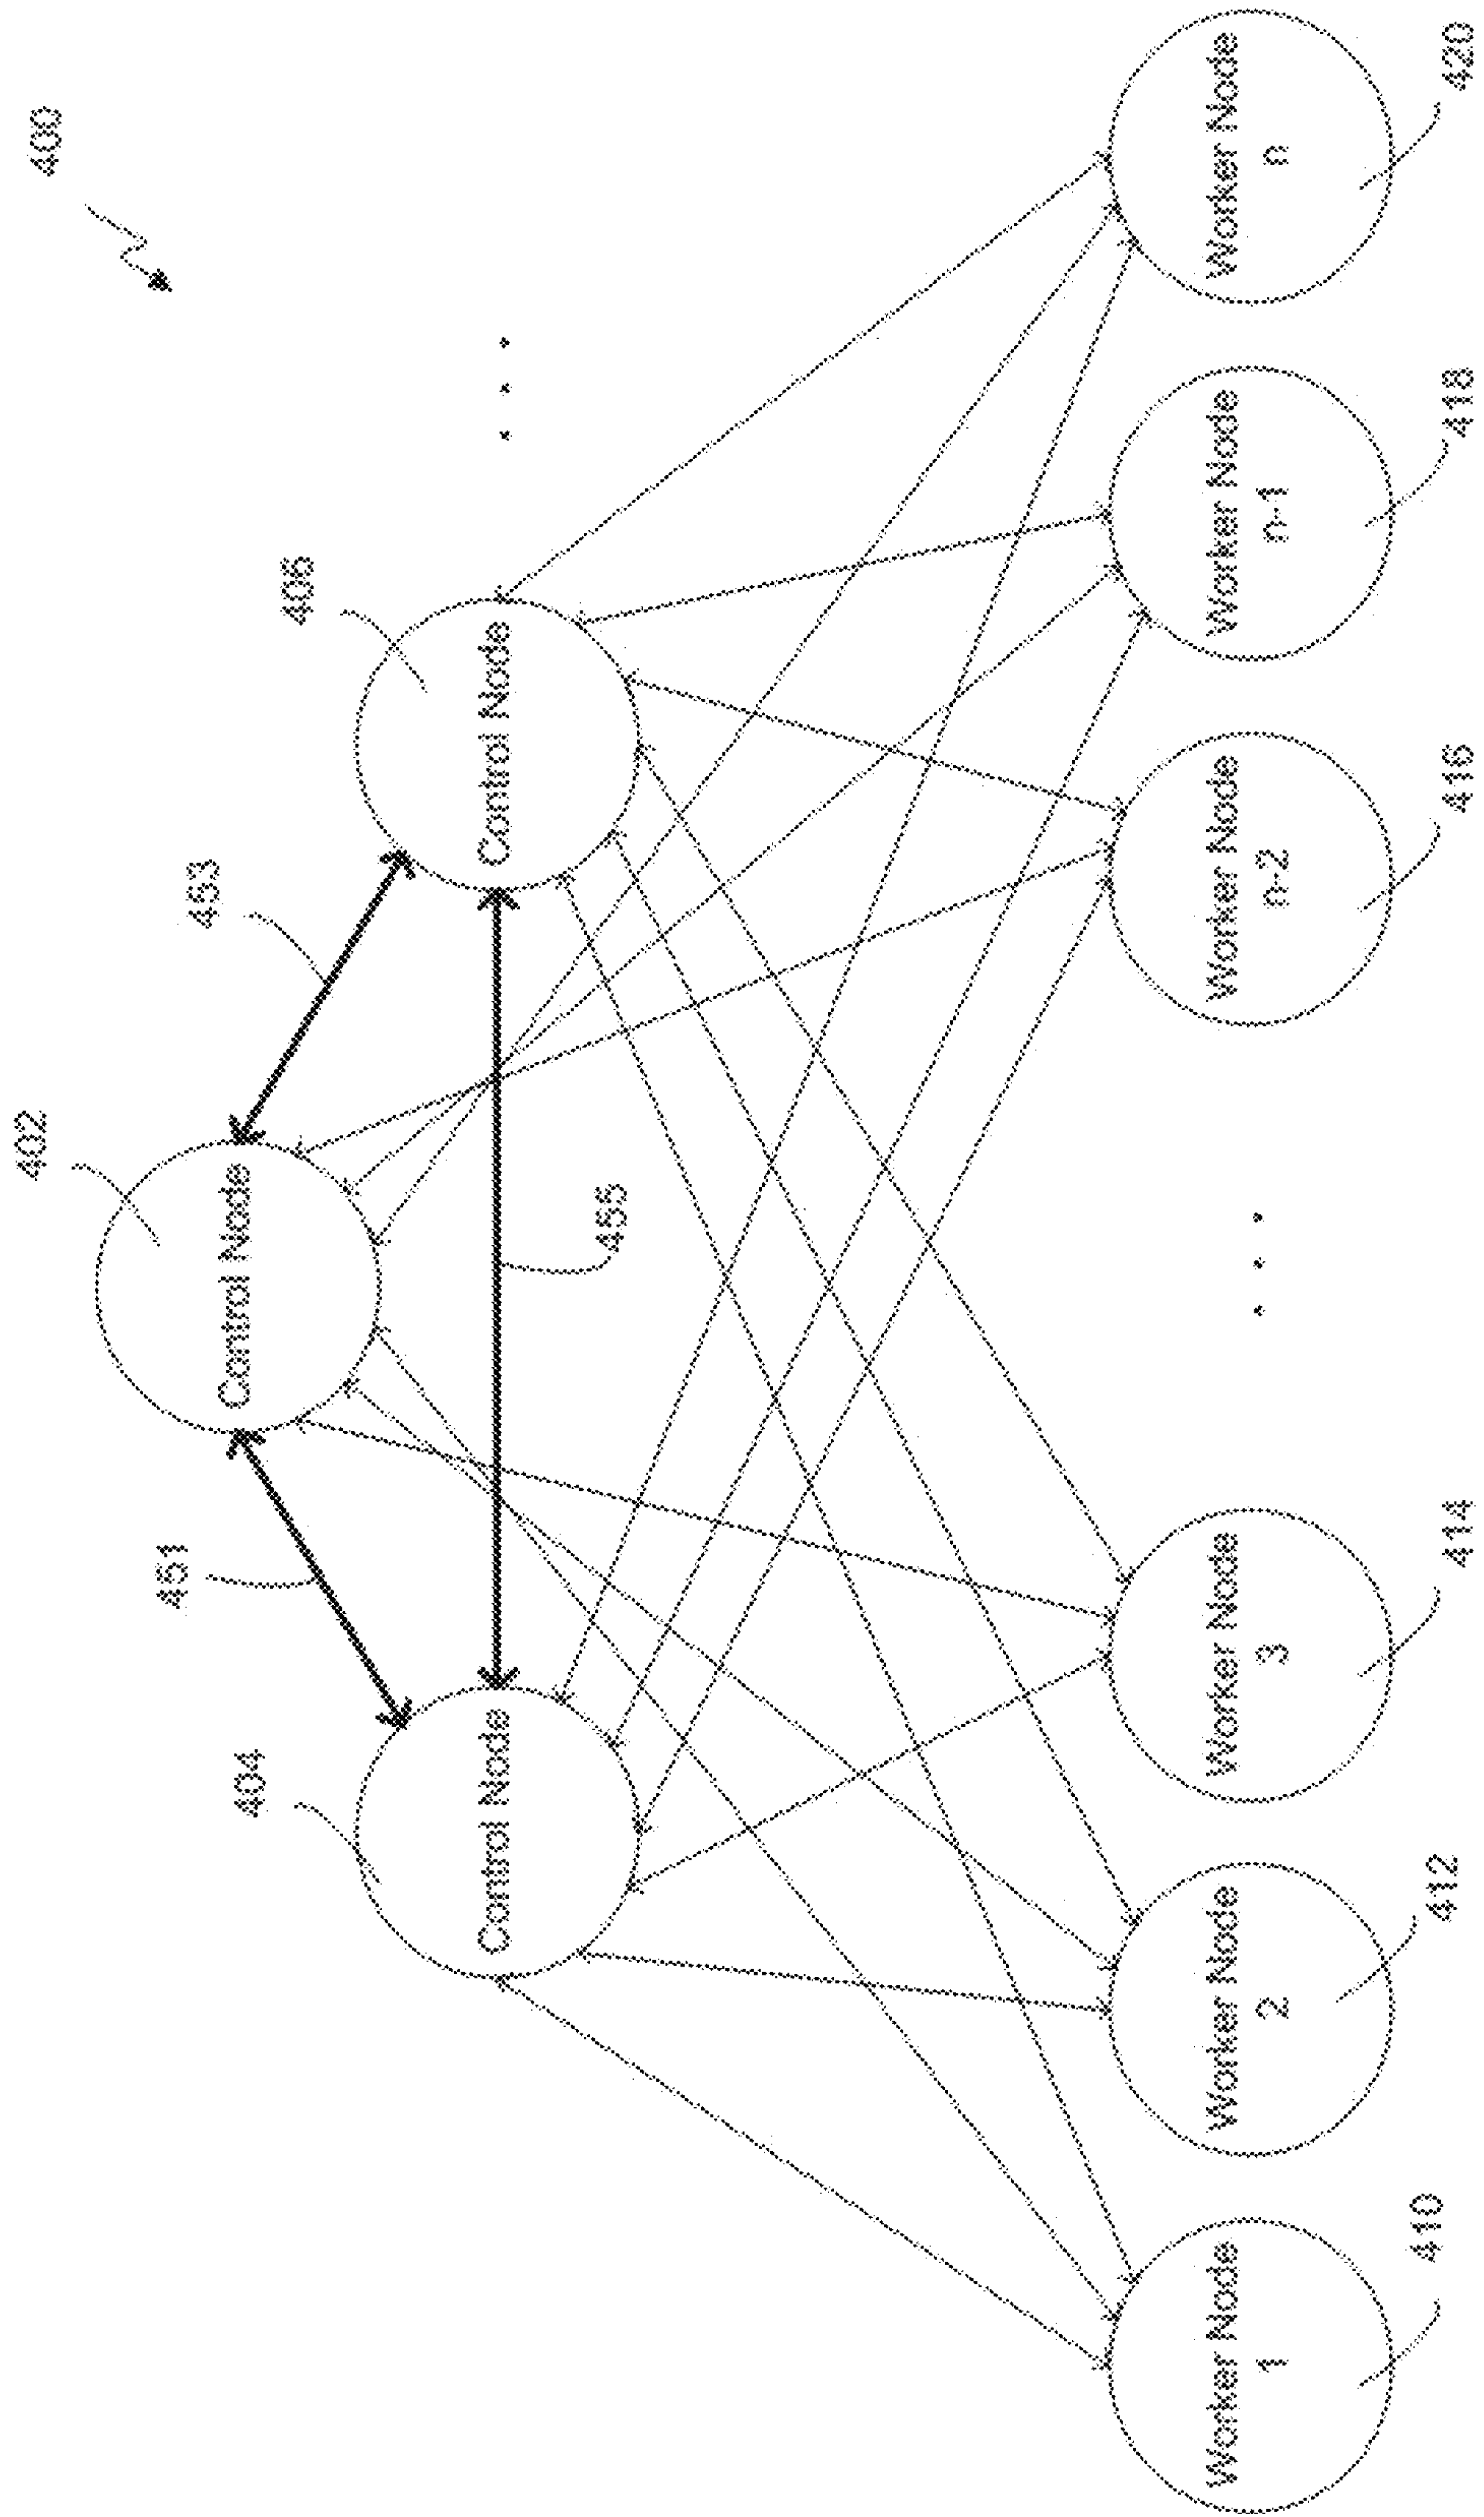 400
402
Control Node
451
453
404
Control Node
406
Control Node
455
Worker Node
1
410
Worker Node
2
412
Worker Node
3
414
Worker Node
n-2
416
Worker Node
n-1
418
Worker Node
n
420